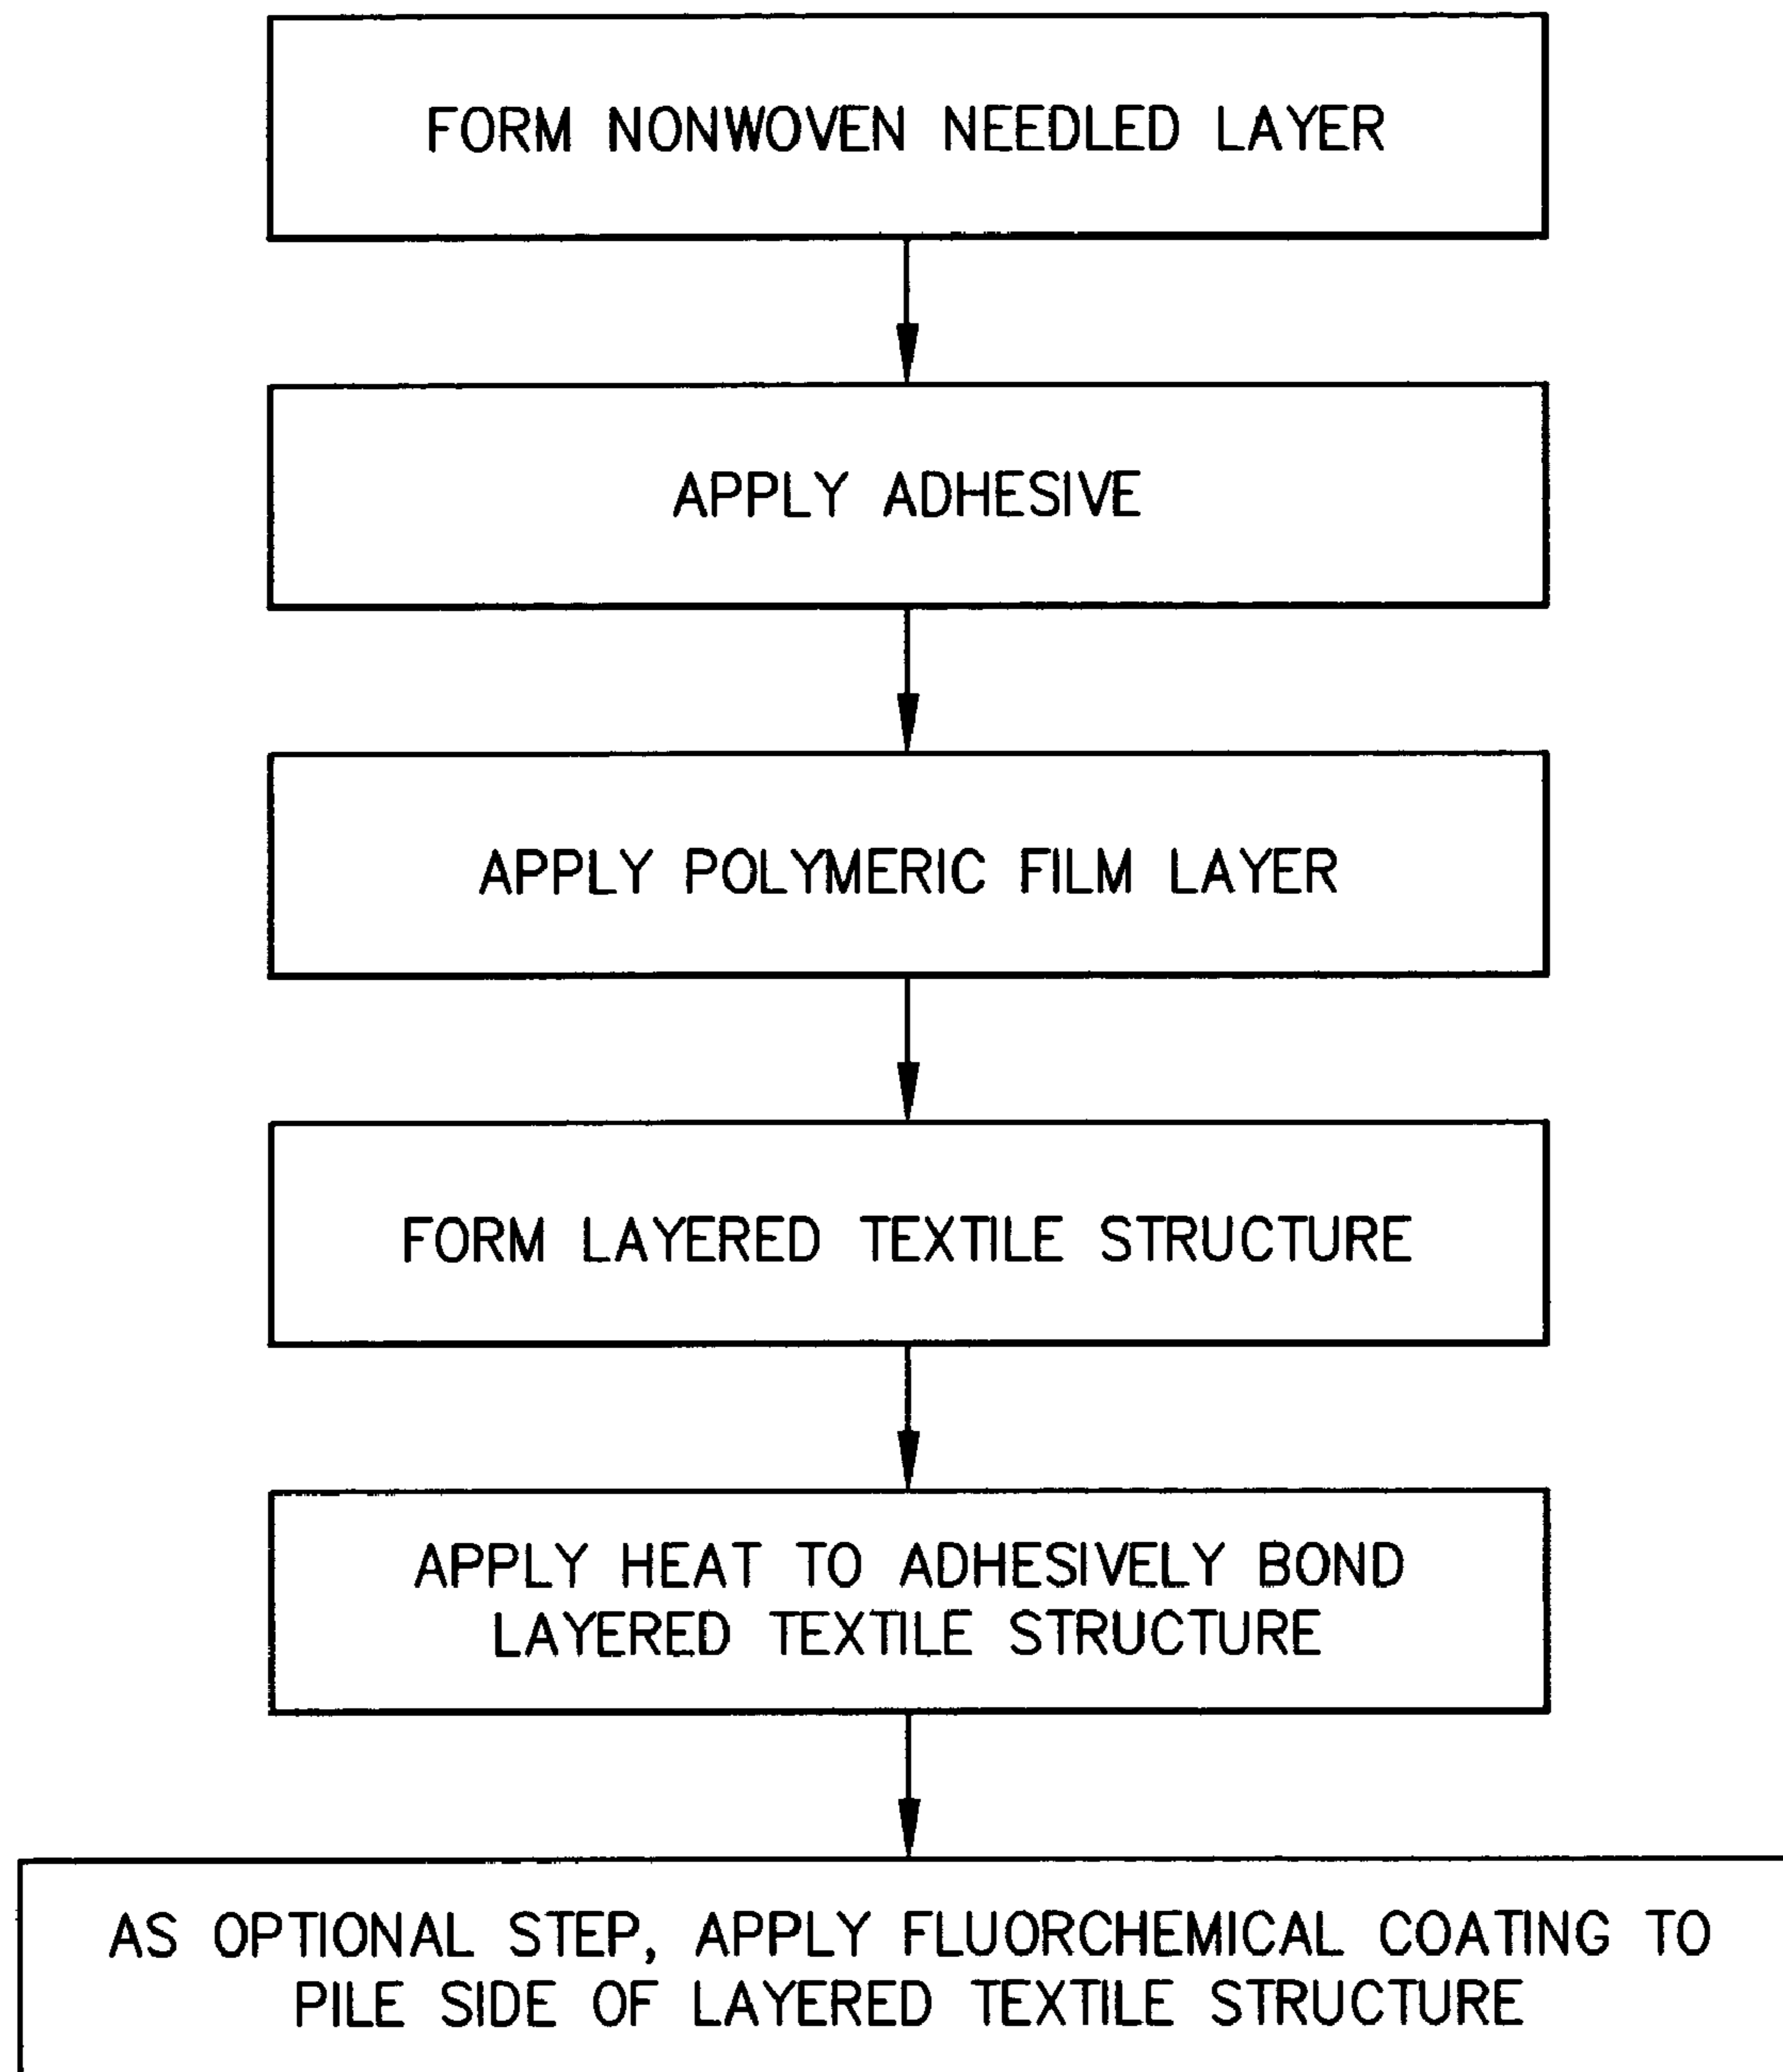 FORM NONWOVEN NEEDLED LAYER
APPLY ADHESIVE
APPLY POLYMERIC FILM LAYER
FORM LAYERED TEXTILE STRUCTURE
APPLY HEAT TO ADHESIVELY BOND
LAYERED TEXTILE STRUCTURE
AS OPTIONAL STEP, APPLY FLUORCHEMICAL COATING TO
PILE SIDE OF LAYERED TEXTILE STRUCTURE